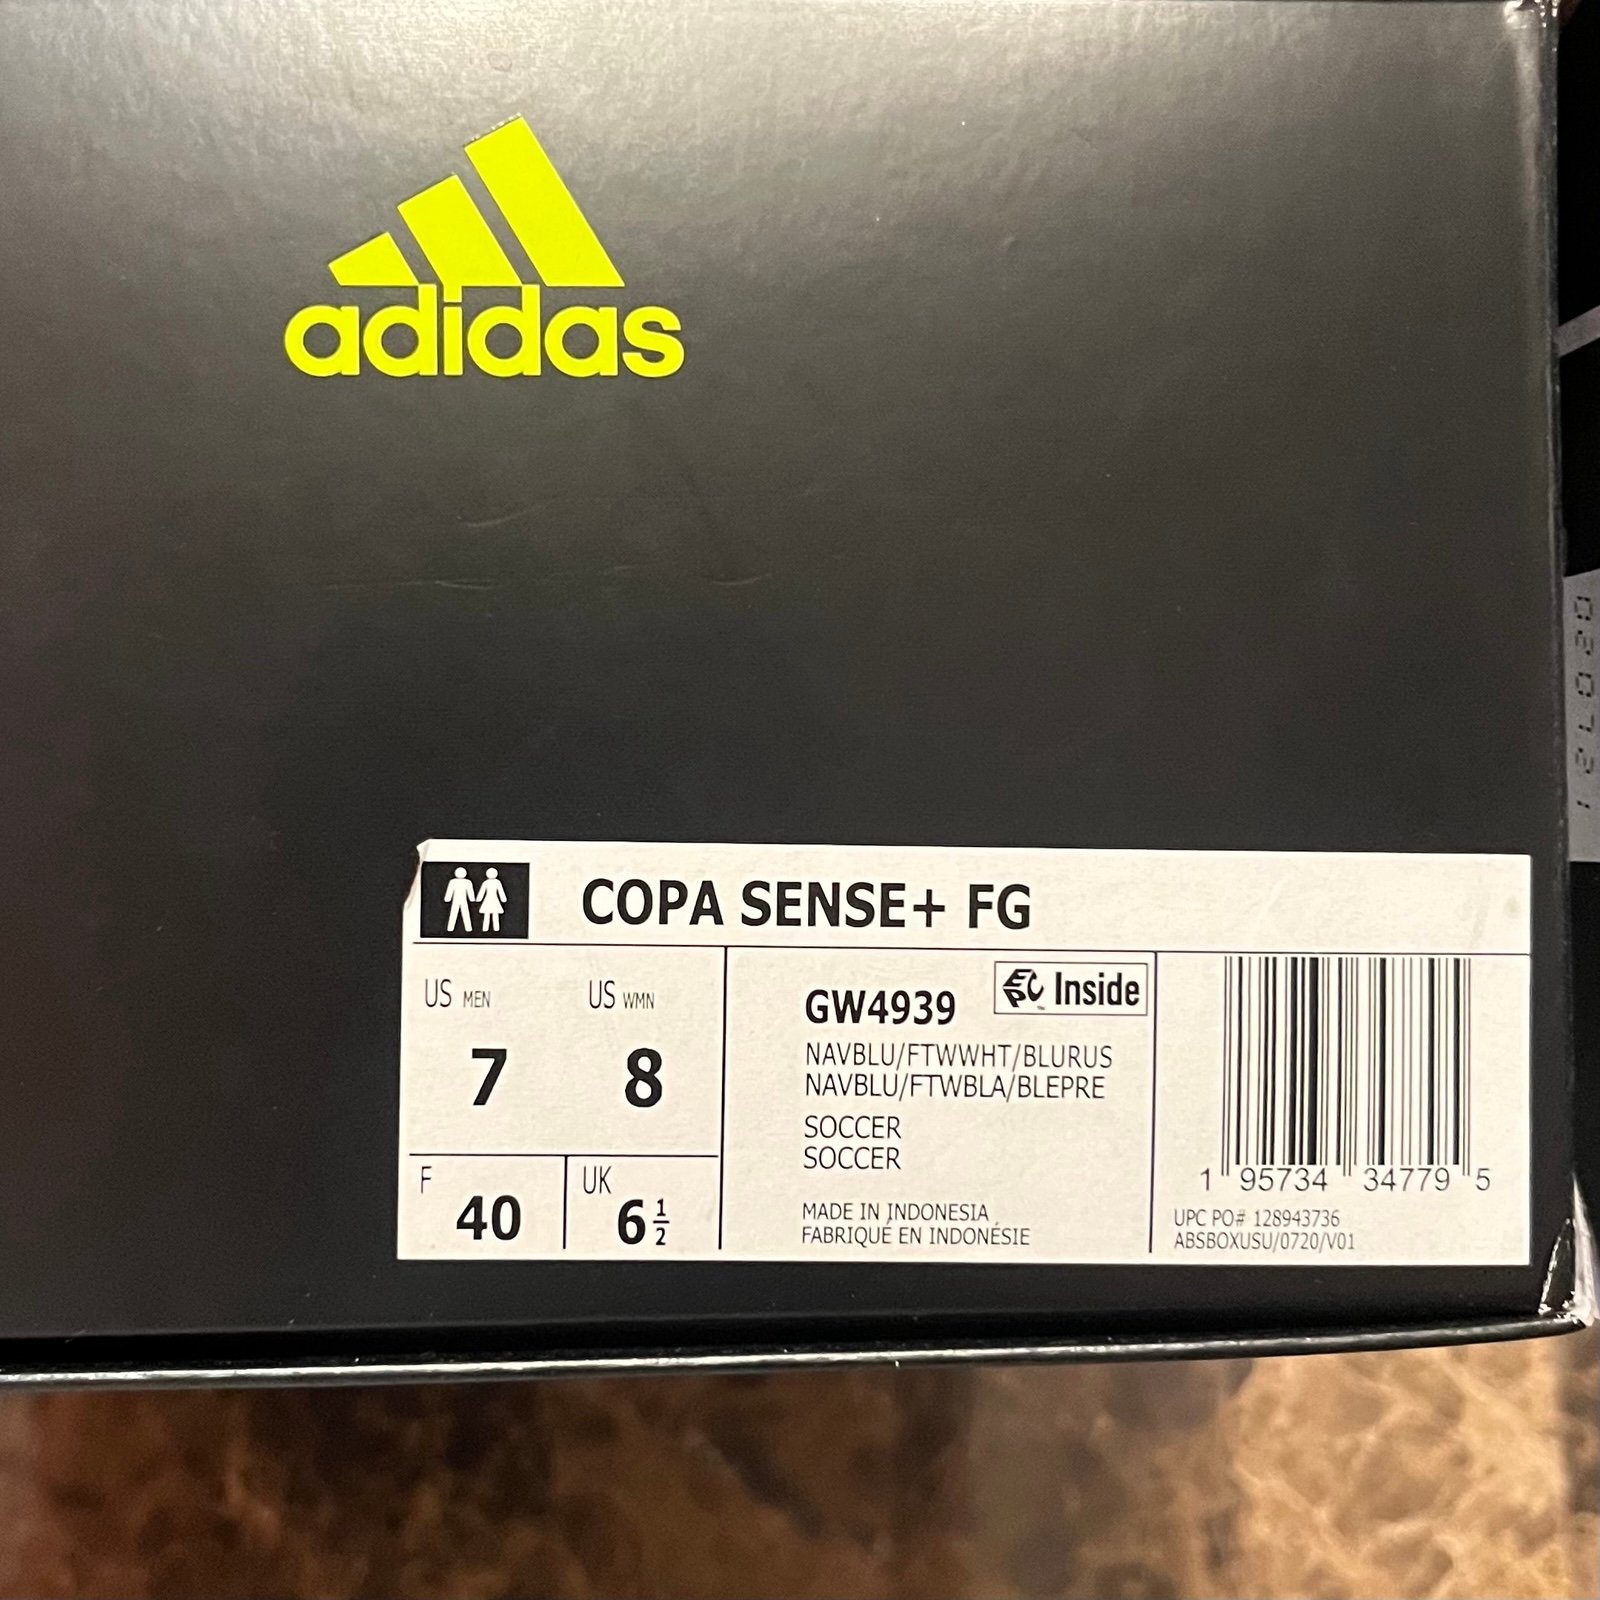 adidas
COPA SENSE+ FG
US MEN
7
US WMN
8
F
40
UK
6 1/2
GW4939
EPC Inside
NAVBLU/FTWWHT/BLURUS
NAVBLU/FTWBLA/BLEPRE
SOCCER
SOCCER
MADE IN INDONESIA
FABRIQUÉ EN INDONÉSIE
1 95734 34779 5
UPC PO# 128943736
ABSBOXUSU/0720/V01